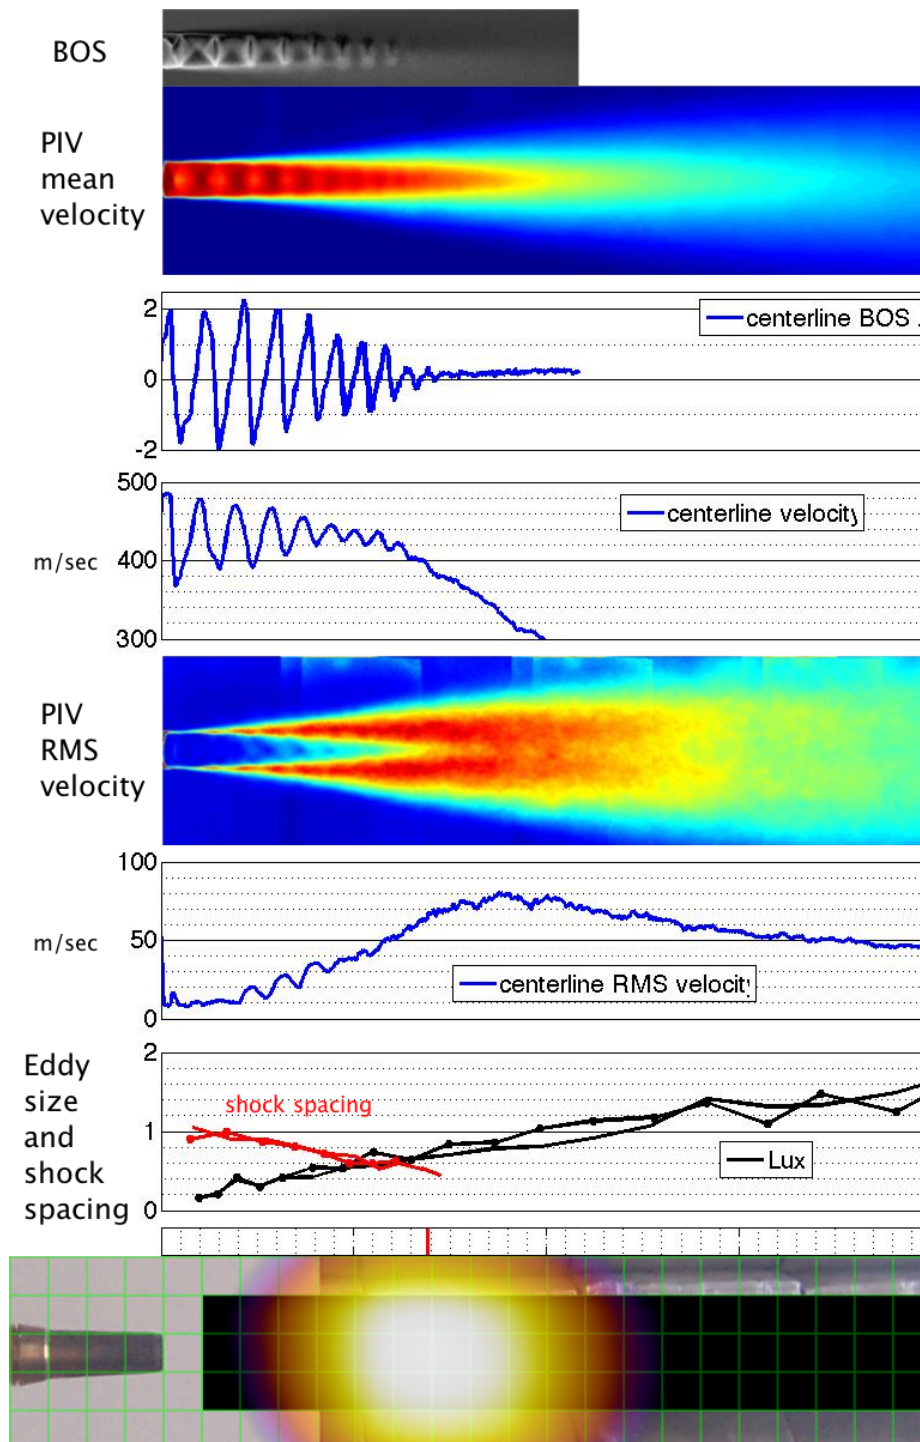 BOS
PIV
mean
velocity
2
0
-2
centerline BOS
500
400
300
m/sec
centerline velocity
PIV
RMS
velocity
100
50
0
m/sec
centerline RMS velocity
Eddy
size
and
shock
spacing
2
1
0
shock spacing
Lux